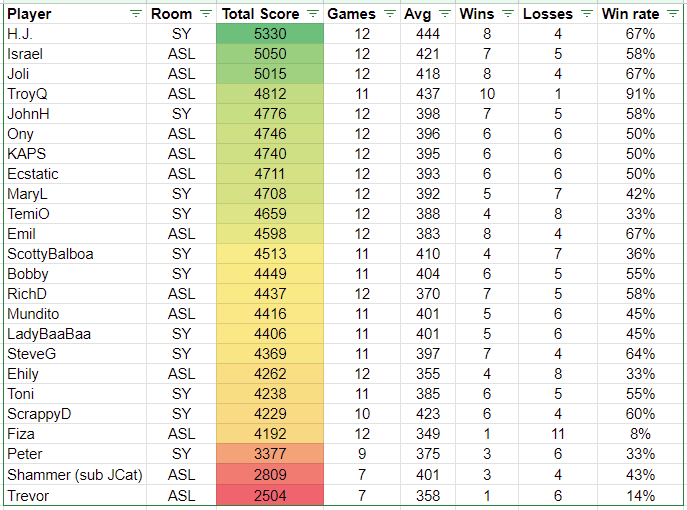 Player Room Total Score Games Avg Wins Losses Win rate
H.J. SY 5330 12 444 8 4 67%
Israel ASL 5050 12 421 7 5 58%
Joli ASL 5015 12 418 8 4 67%
TroyQ ASL 4812 11 437 10 1 91%
JohnH SY 4776 12 398 7 5 58%
Ony ASL 4746 12 396 6 6 50%
KAPS ASL 4740 12 395 6 6 50%
Ecstatic ASL 4711 12 393 6 6 50%
MaryL SY 4708 12 392 5 7 42%
TemiO SY 4659 12 388 4 8 33%
Emil ASL 4598 12 383 8 4 67%
ScottyBalboa SY 4513 11 410 4 7 36%
Bobby SY 4449 11 404 6 5 55%
RichD ASL 4437 12 370 7 5 58%
Mundito ASL 4416 11 401 5 6 45%
LadyBaaBaa SY 4406 11 401 5 6 45%
SteveG SY 4369 11 397 7 4 64%
Ehily ASL 4262 12 355 4 8 33%
Toni SY 4238 11 385 6 5 55%
ScrappyD SY 4229 10 423 6 4 60%
Fiza ASL 4192 12 349 1 11 8%
Peter SY 3377 9 375 3 6 33%
Shammer (sub JCat) ASL 2809 7 401 3 4 43%
Trevor ASL 2504 7 358 1 6 14%